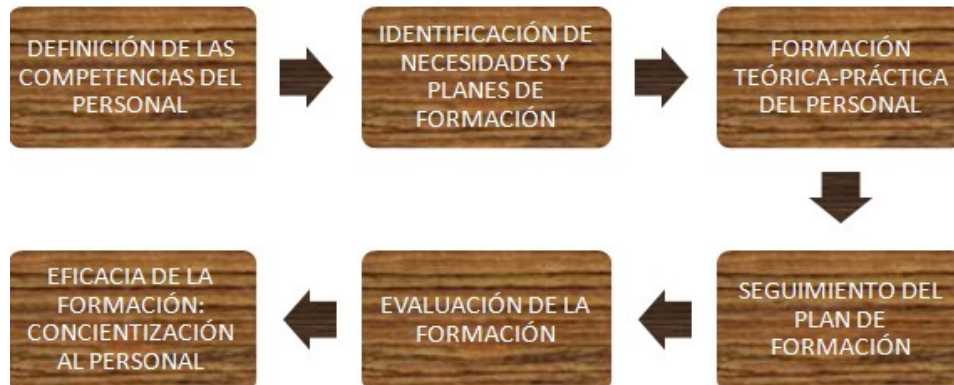 DEFINICIÓN DE LAS
COMPETENCIAS DEL
PERSONAL
IDENTIFICACIÓN DE
NECESIDADES Y
PLANES DE
FORMACIÓN
FORMACIÓN
TEÓRICA-PRÁCTICA
DEL PERSONAL
SEGUIMIENTO DEL
PLAN DE
FORMACIÓN
EVALUACIÓN DE LA
FORMACIÓN
EFICACIA DE LA
FORMACIÓN:
CONCIENTIZACIÓN
AL PERSONAL